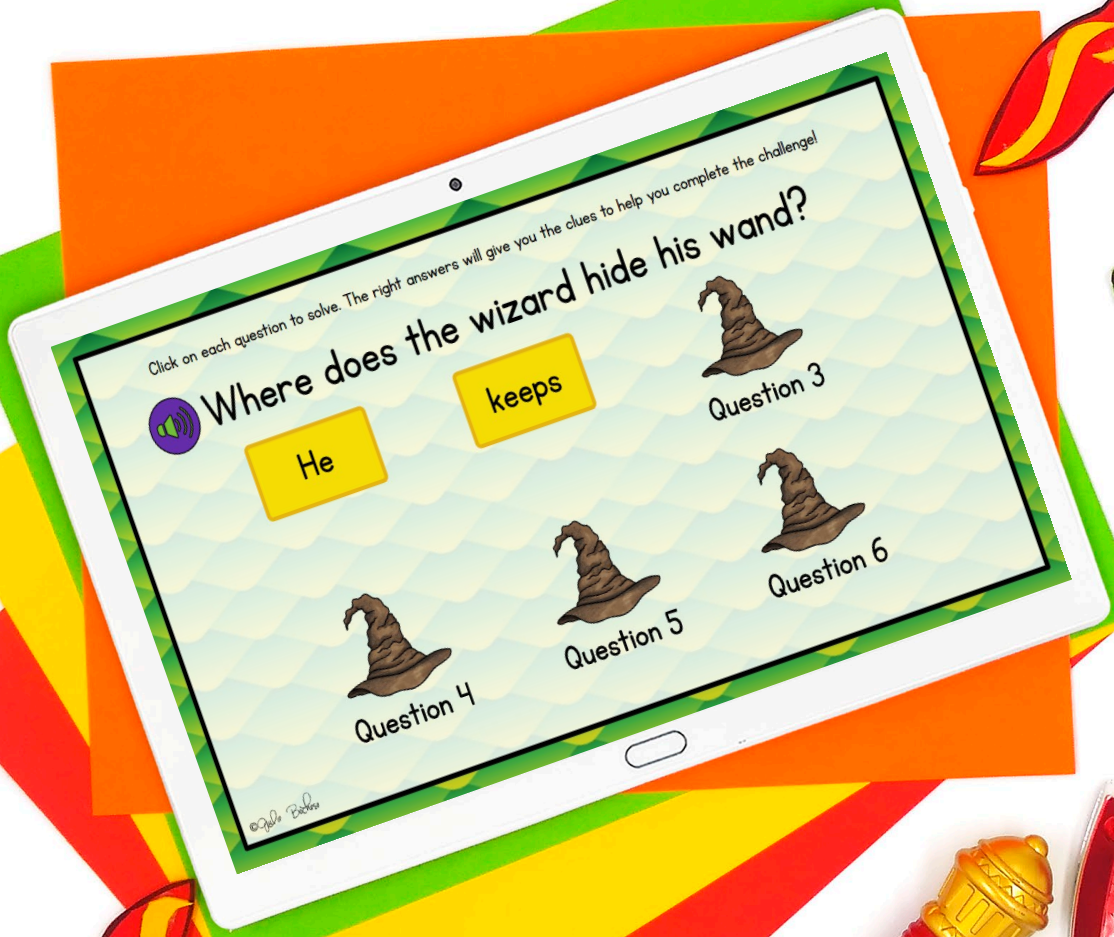 Click on each question to solve. The right answers will give you the clues to help you complete the challenge!
Where does the wizard hide his wand?
He
keeps
Question 3
Question 4
Question 5
Question 6